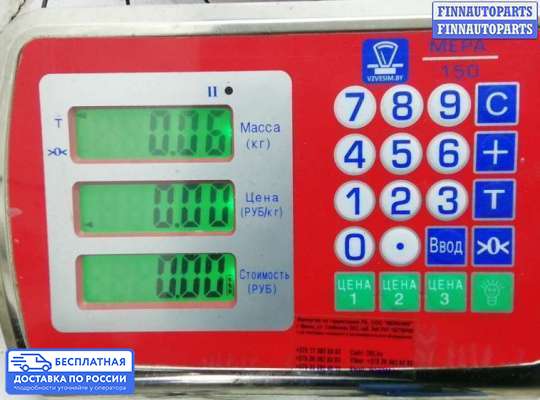 FINNAUTOPARTS
FINNAUTOPARTS
VZVESIM.BY
МЕРА
150
T
>0<
0.06
Масса
(кг)
0.00
Цена
(РУБ/кг)
0.00
Стоимость
(РУБ)
7 8 9 C
4 5 6 +
1 2 3 T
0 . Ввод >0<
ЦЕНА 1 ЦЕНА 2 ЦЕНА 3
БЕСПЛАТНАЯ
ДОСТАВКА ПО РОССИИ
подробности уточняйте у оператора